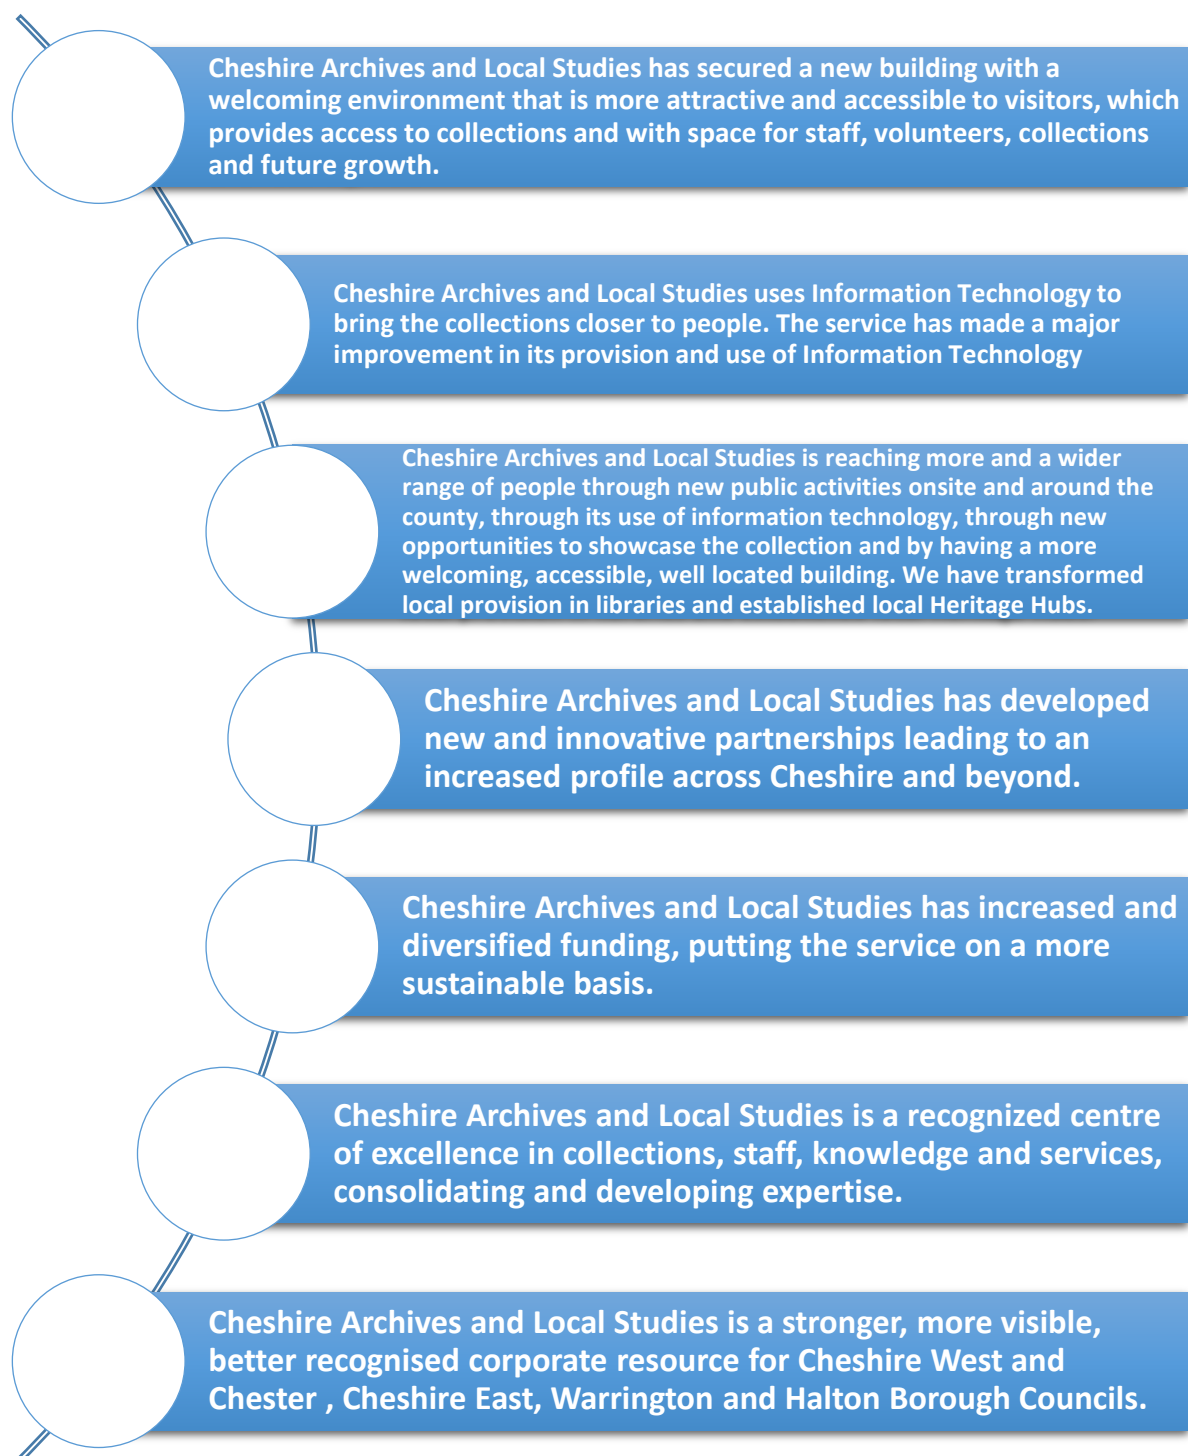 Cheshire Archives and Local Studies has secured a new building with a
welcoming environment that is more attractive and accessible to visitors, which
provides access to collections and with space for staff, volunteers, collections
and future growth.
Cheshire Archives and Local Studies uses Information Technology to
bring the collections closer to people. The service has made a major
improvement in its provision and use of Information Technology
Cheshire Archives and Local Studies is reaching more and a wider
range of people through new public activities onsite and around the
county, through its use of information technology, through new
opportunities to showcase the collection and by having a more
welcoming, accessible, well located building. We have transformed
local provision in libraries and established local Heritage Hubs.
Cheshire Archives and Local Studies has developed
new and innovative partnerships leading to an
increased profile across Cheshire and beyond.
Cheshire Archives and Local Studies has increased and
diversified funding, putting the service on a more
sustainable basis.
Cheshire Archives and Local Studies is a recognized centre
of excellence in collections, staff, knowledge and services,
consolidating and developing expertise.
Cheshire Archives and Local Studies is a stronger, more visible,
better recognised corporate resource for Cheshire West and
Chester , Cheshire East, Warrington and Halton Borough Councils.